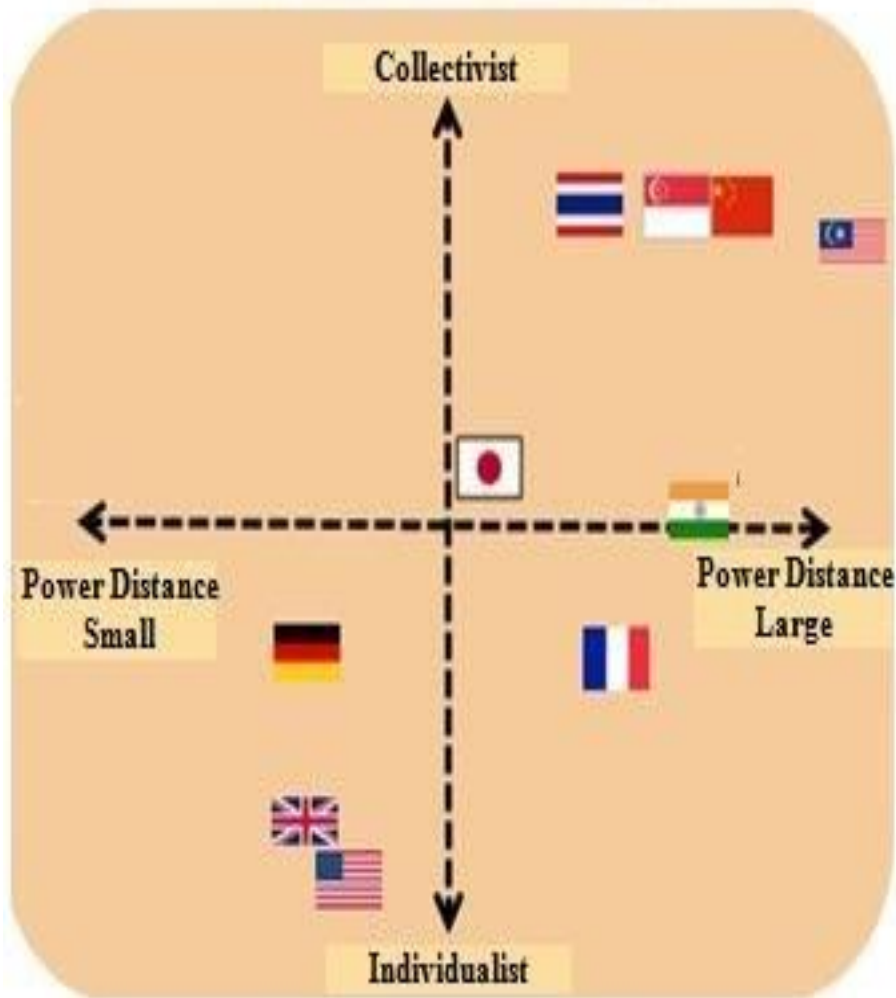 Collectivist
Power Distance
Small
Power Distance
Large
Individualist